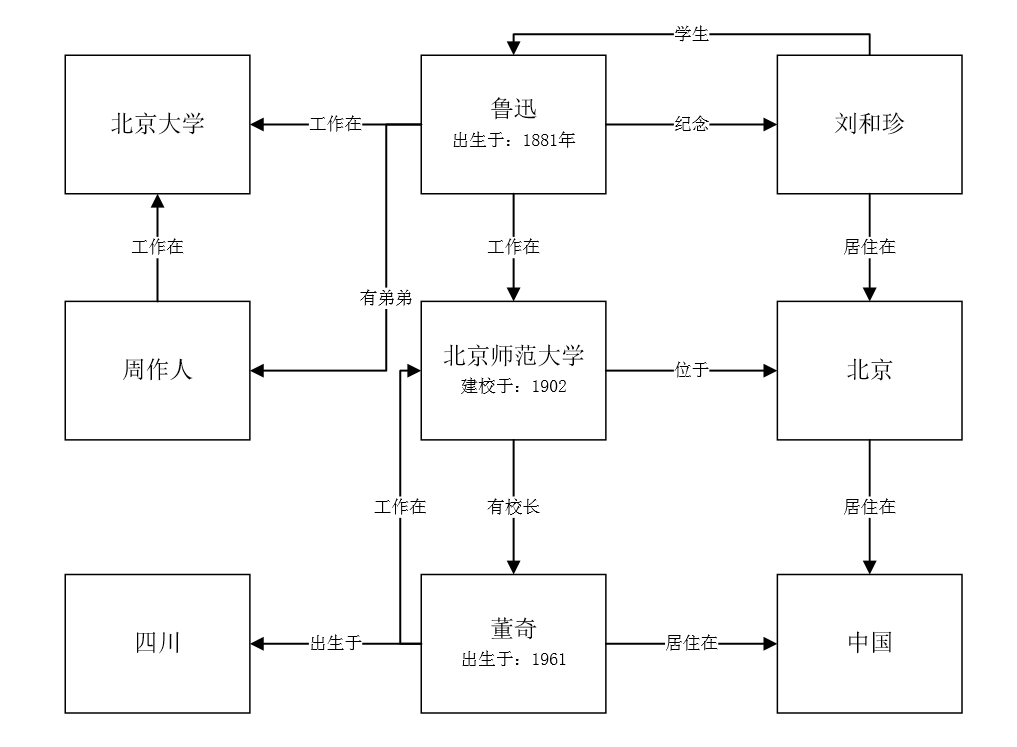 学生
北京大学
工作在
鲁迅
出生于：1881年
纪念
刘和珍
工作在
工作在
居住在
有弟弟
周作人
北京师范大学
建校于：1902
位于
北京
工作在
有校长
居住在
四川
出生于
董奇
出生于：1961
居住在
中国